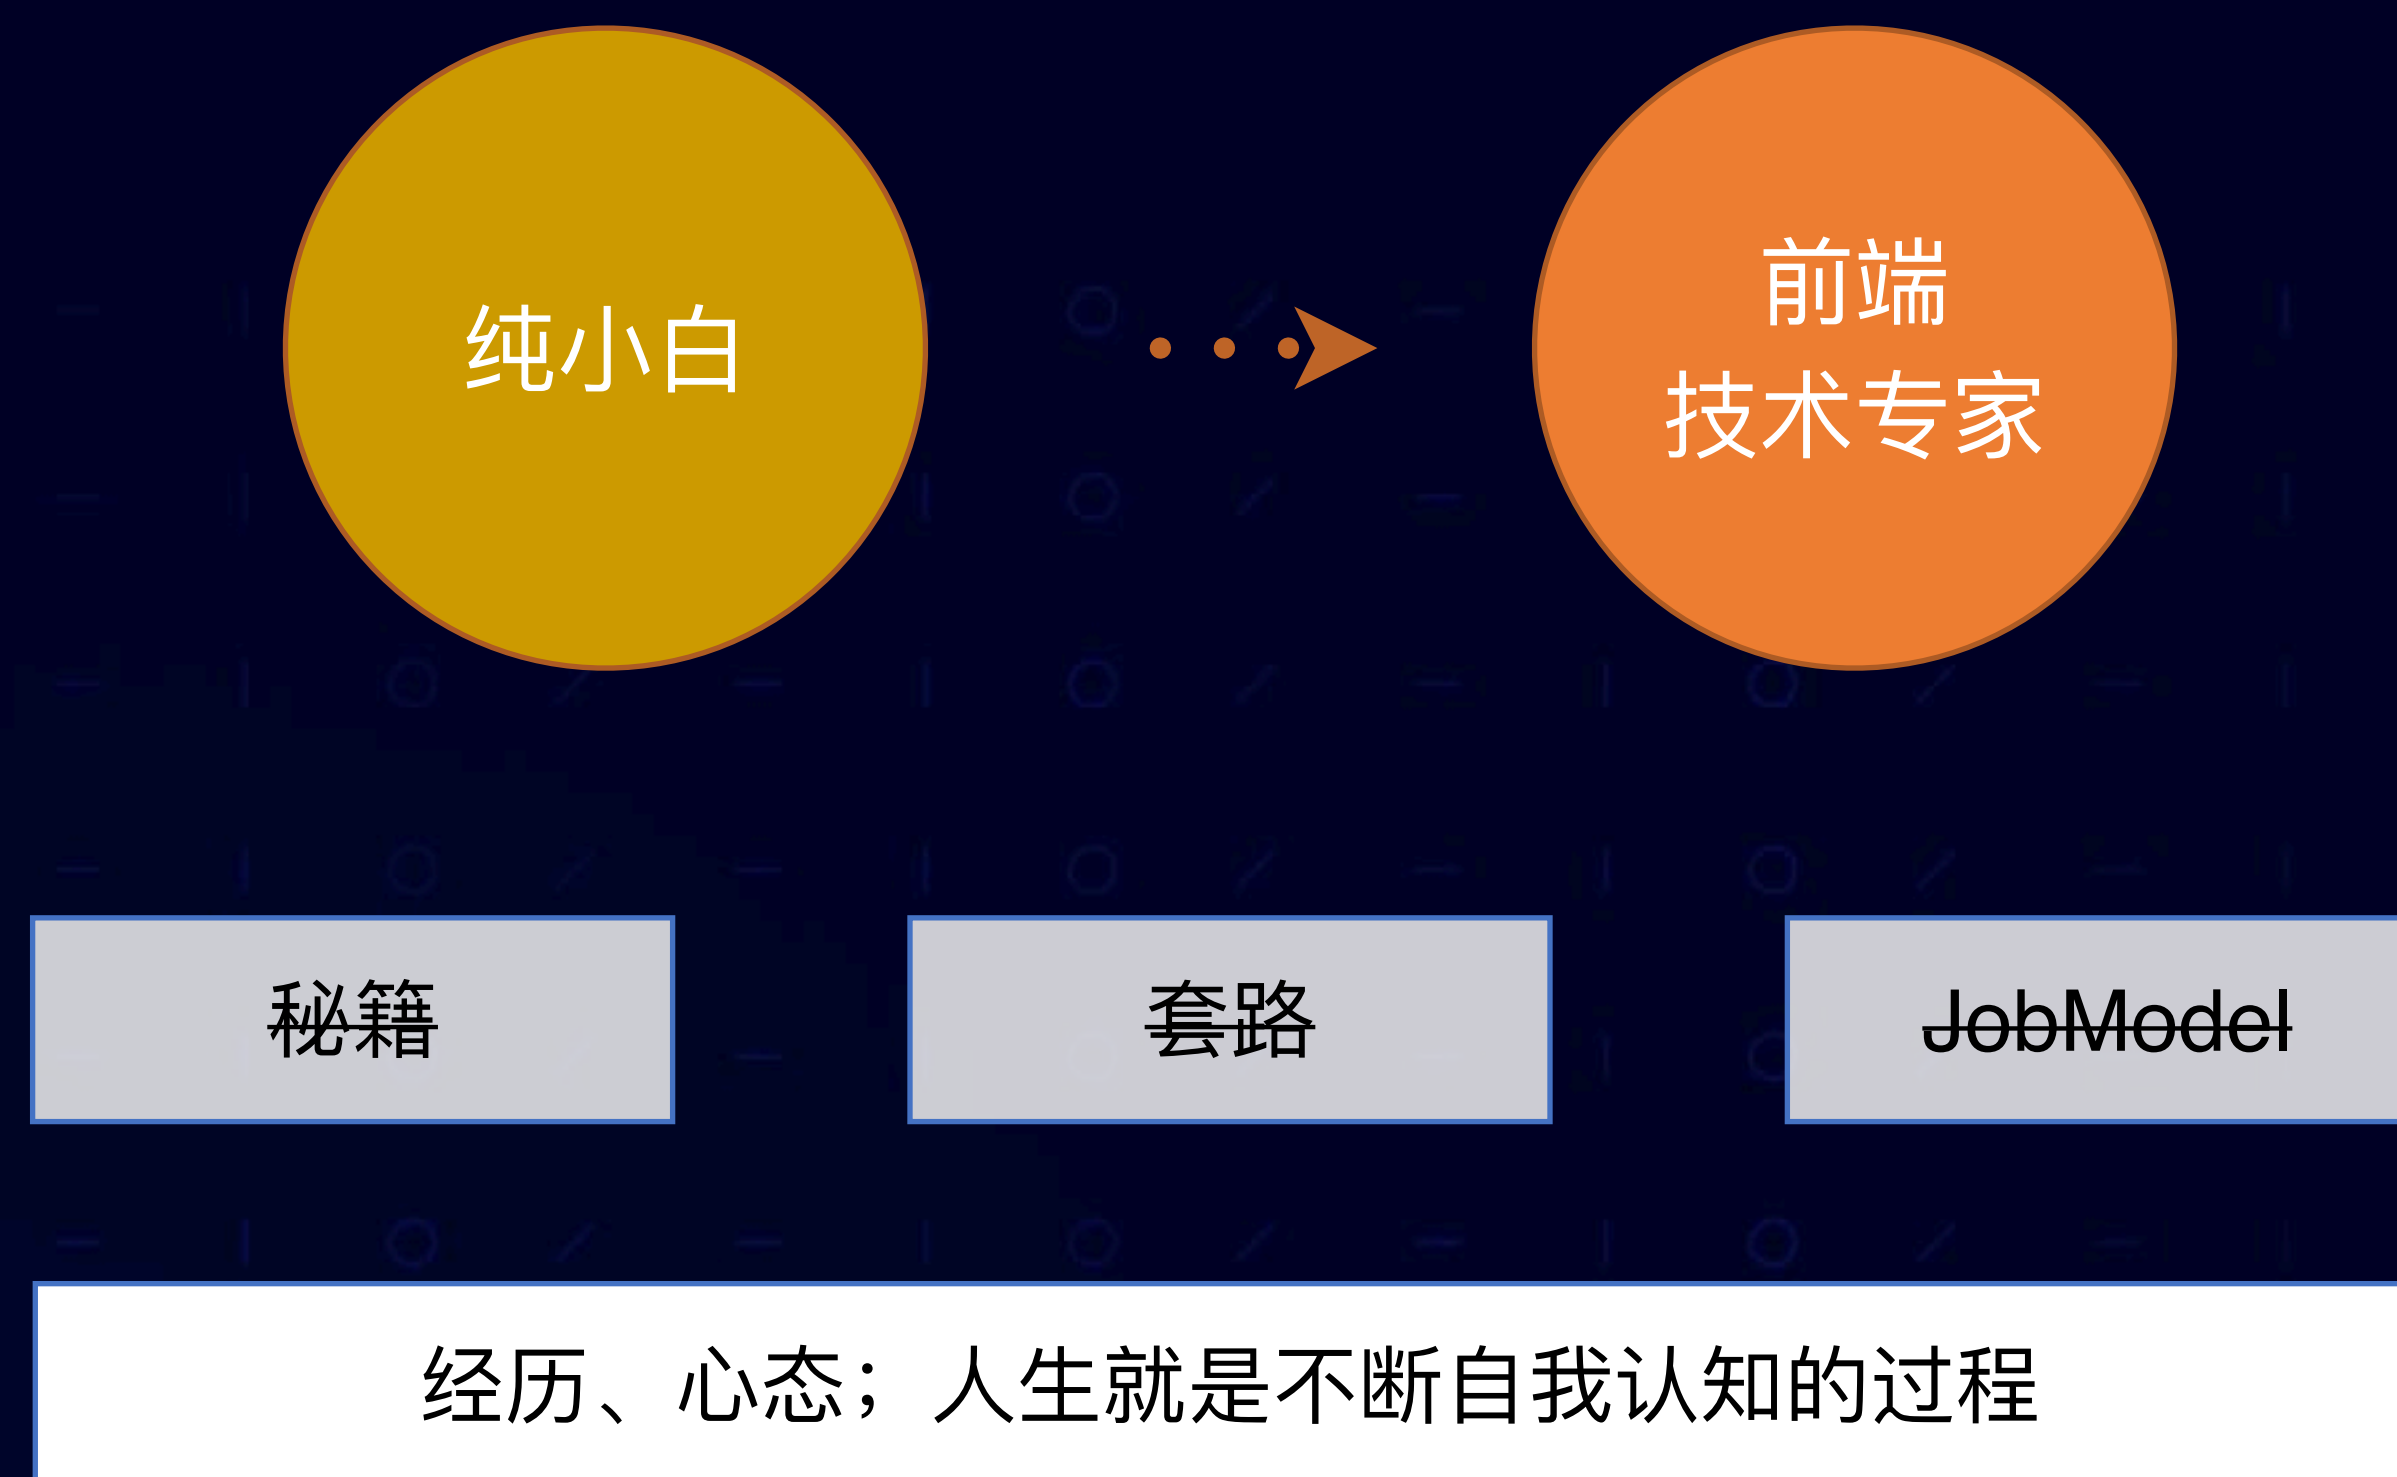 纯小白
前端
技术专家
秘籍
套路
JobModel
经历、心态；人生就是不断自我认知的过程